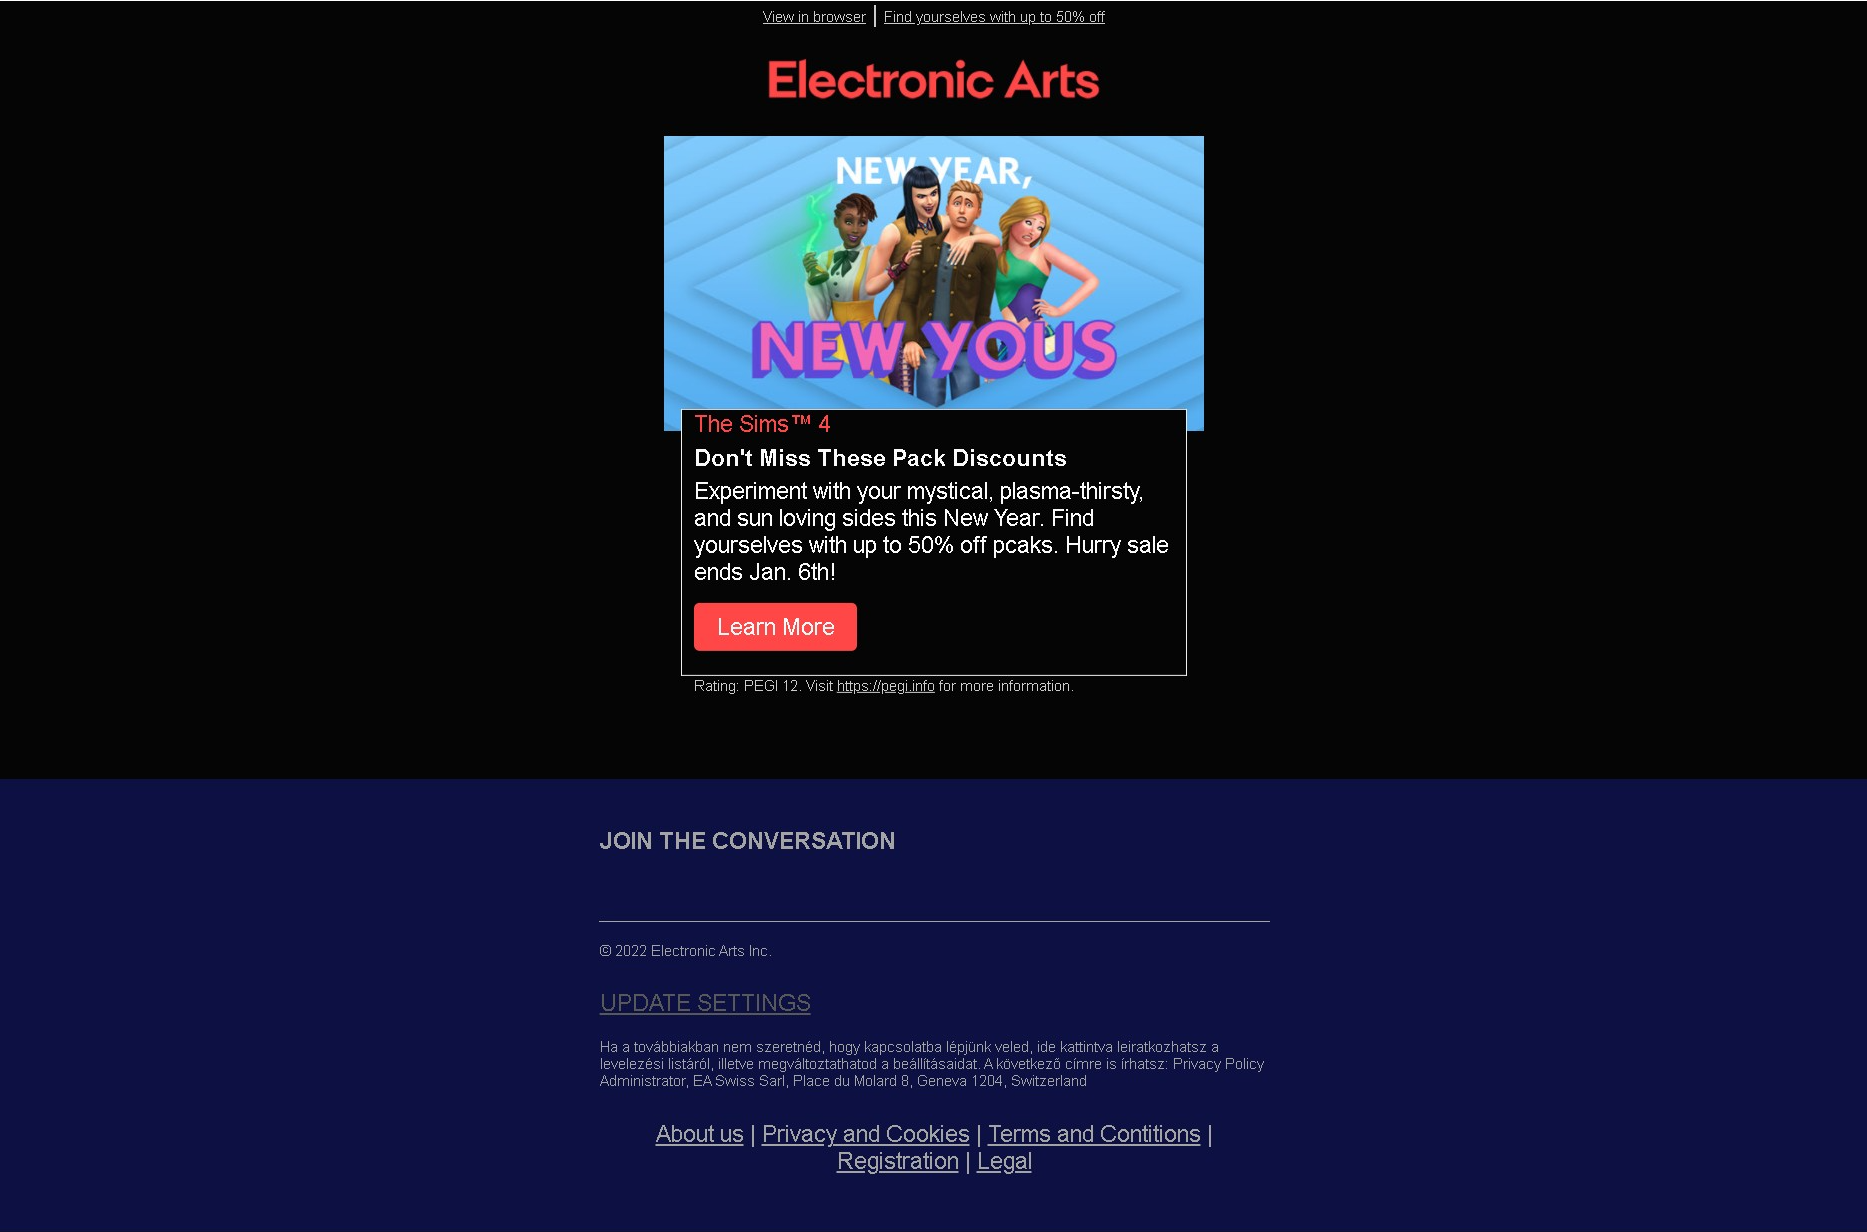 View in browser | Find yourselves with up to 50% off
Electronic Arts
NEW YEAR,
NEW YOUS
The Sims™ 4
Don't Miss These Pack Discounts
Experiment with your mystical, plasma-thirsty,
and sun loving sides this New Year. Find
yourselves with up to 50% off pcaks. Hurry sale
ends Jan. 6th!
Learn More
Rating: PEGI 12. Visit https://pegi.info for more information.
JOIN THE CONVERSATION
© 2022 Electronic Arts Inc.
UPDATE SETTINGS
Ha a továbbiakban nem szeretnéd, hogy kapcsolatba lépjünk veled, ide kattintva leiratkozhatsz a
levelezési listáról, illetve megváltoztathatod a beállításaidat. A következő címre is írhatsz: Privacy Policy
Administrator, EA Swiss Sarl, Place du Molard 8, Geneva 1204, Switzerland
About us | Privacy and Cookies | Terms and Contitions |
Registration | Legal